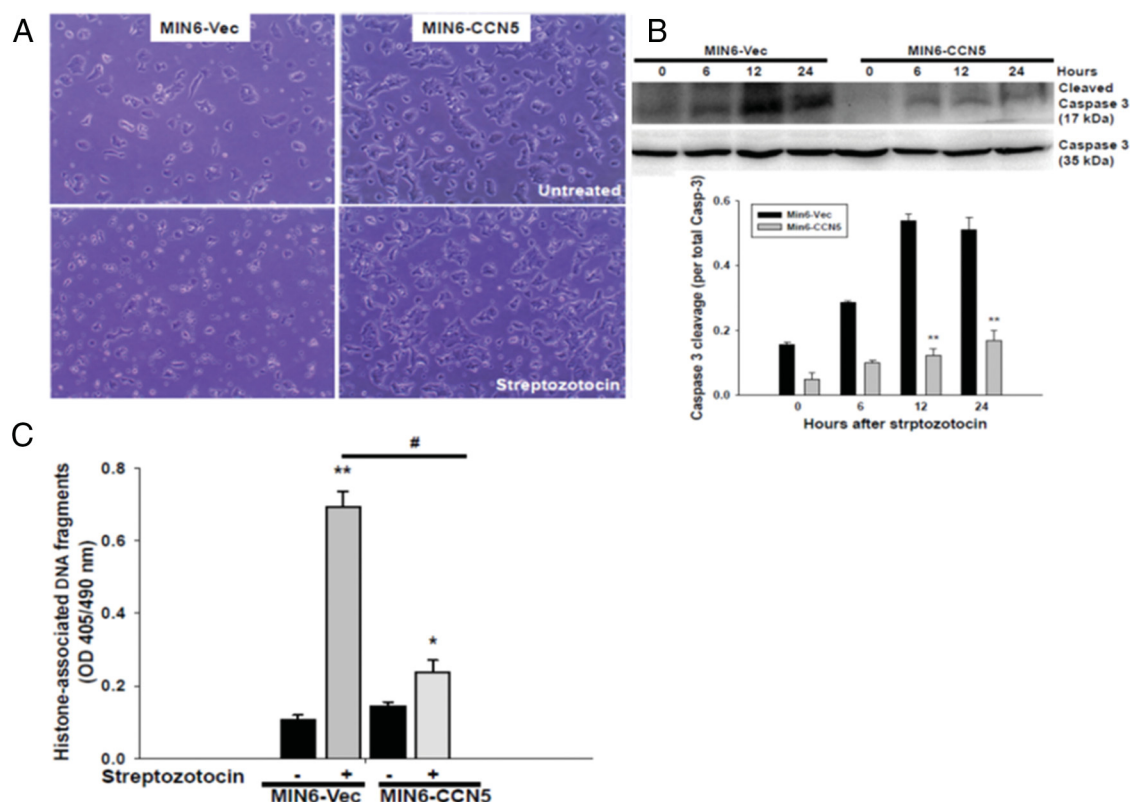 A
MIN6-Vec
MIN6-CCN5
Untreated
Streptozotocin
B
MIN6-Vec
MIN6-CCN5
0 6 12 24 0 6 12 24 Hours
Cleaved
Caspase 3
(17 kDa)
Caspase 3
(35 kDa)
Caspase 3 cleavage (per total Casp-3)
0.6
0.4
0.2
0.0
Min6-Vec
Min6-CCN5
**
**
0 6 12 24
Hours after strptozotocin
C
#
**
*
Histone-associated DNA fragments
(OD 405/490 nm)
0.8
0.6
0.4
0.2
0.0
Streptozotocin - + - +
MIN6-Vec MIN6-CCN5